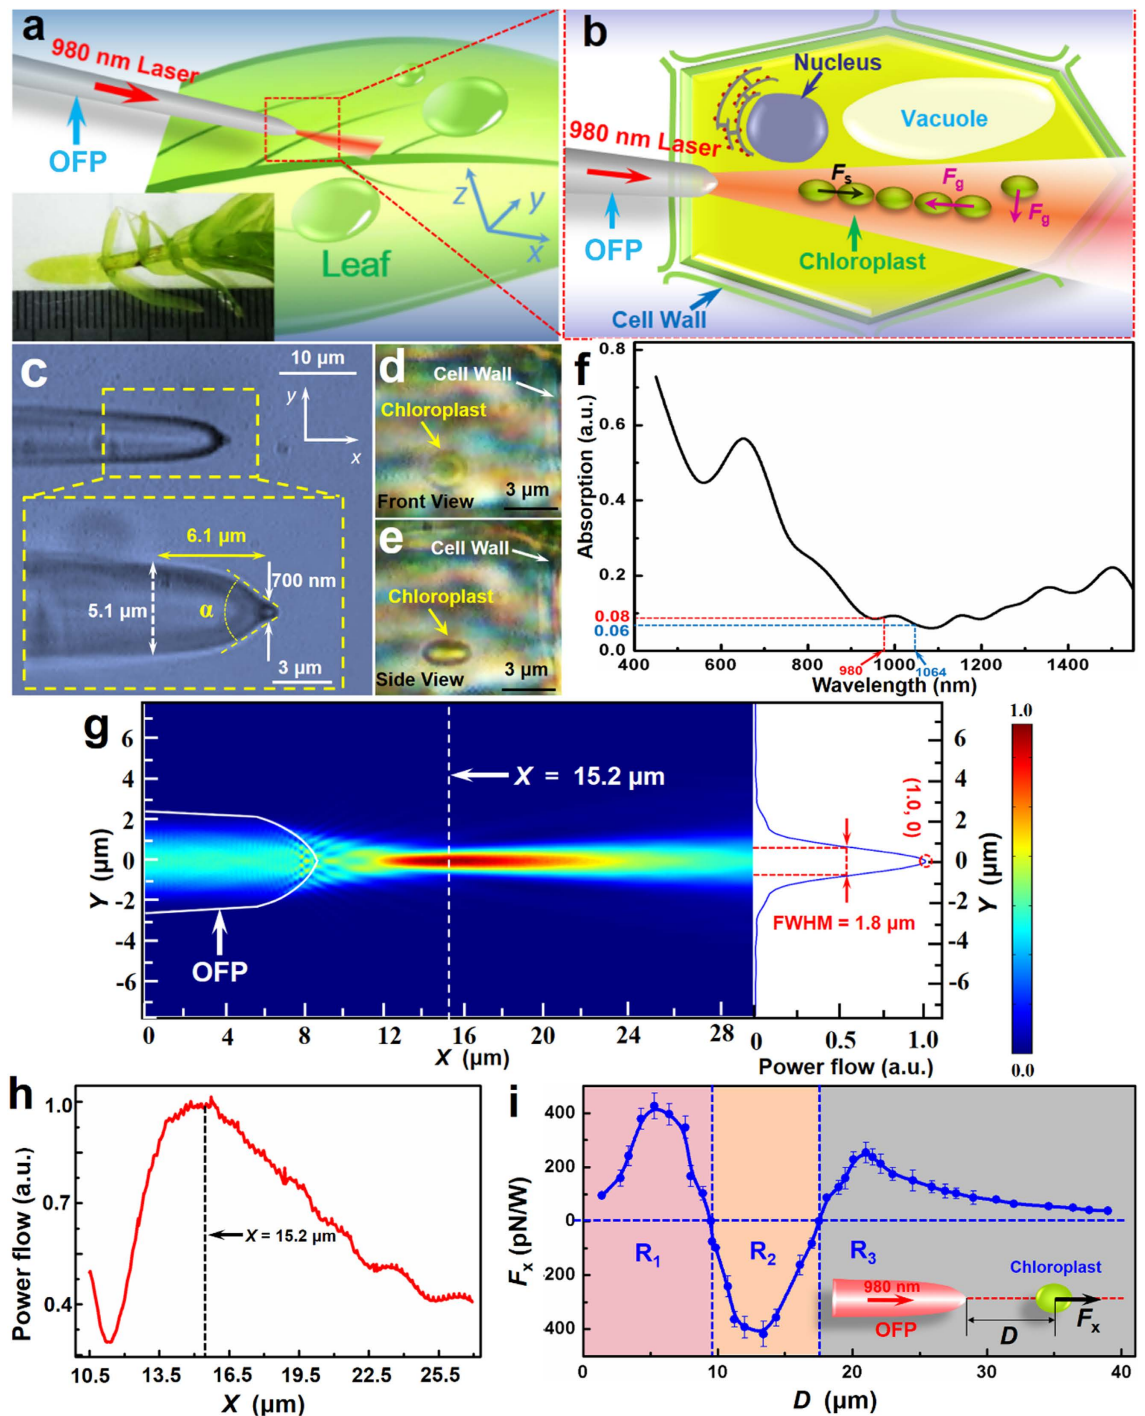 a
980 nm Laser
OFP
Leaf
z
y
x
b
Nucleus
Vacuole
980 nm Laser
OFP
Fs
Fg
Fg
Chloroplast
Cell Wall
c
10 μm
y
x
6.1 μm
700 nm
5.1 μm
α
3 μm
d
Cell Wall
Chloroplast
3 μm
Front View
e
Cell Wall
Chloroplast
3 μm
Side View
f
Absorption (a.u.)
0.8
0.6
0.4
0.2
0.08
0.06
0.0
400
600
800
980
1000
1064
1200
1400
Wavelength (nm)
g
Y (μm)
6
4
2
0
-2
-4
-6
X = 15.2 μm
OFP
0
4
8
12
16
20
24
28
X (μm)
(1.0, 0)
FWHM = 1.8 μm
0
0.5
1.0
Power flow (a.u.)
6
4
2
0
-2
-4
-6
Y (μm)
1.0
0.0
h
Power flow (a.u.)
1.0
0.7
0.4
X = 15.2 μm
10.5
13.5
16.5
19.5
22.5
25.5
X (μm)
i
Fx (pN/W)
400
200
0
-200
400
R1
R2
R3
980 nm
OFP
Chloroplast
Fx
D
0
10
20
30
40
D (μm)